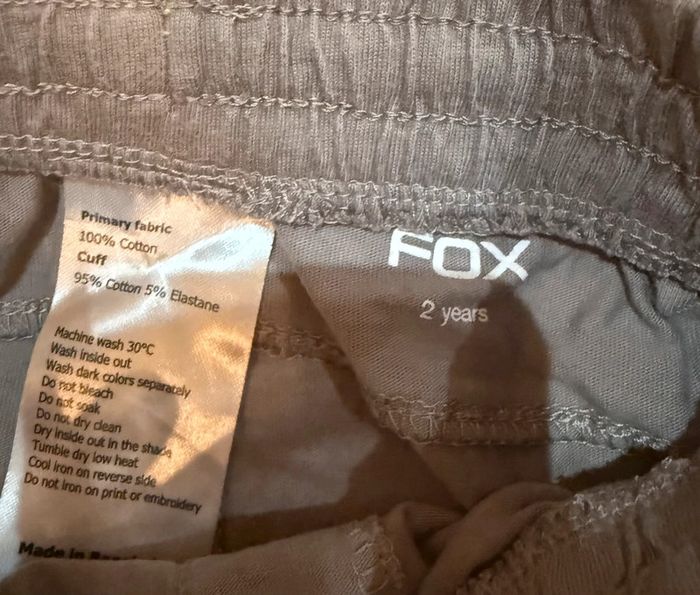 Primary fabric
100% Cotton
Cuff
95% Cotton 5% Elastane
Machine wash 30°C
Wash inside out
Wash dark colors separately
Do not bleach
Do not soak
Do not dry clean
Dry inside out in the shade
Tumble dry low heat
Cool iron on reverse side
Do not iron on print or embroidery
Made in
FOX
2 years